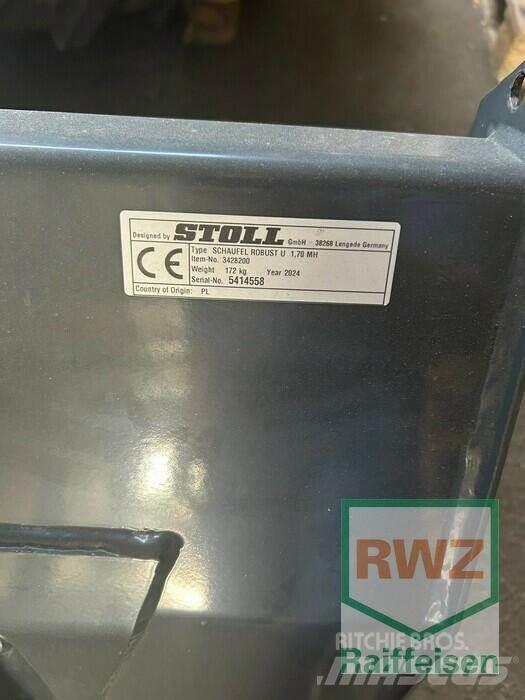 Designed by STOLL GmbH - 38268 Lengede Germany
CE
Type SCHAUFEL ROBUST U 1,70 MH
Item-No. 3428200
Weight 172 kg Year 2024
Serial-No. 5414558
Country of Origin: PL
RWZ
RITCHIE BROS.
Raiffeisen
MASCUS